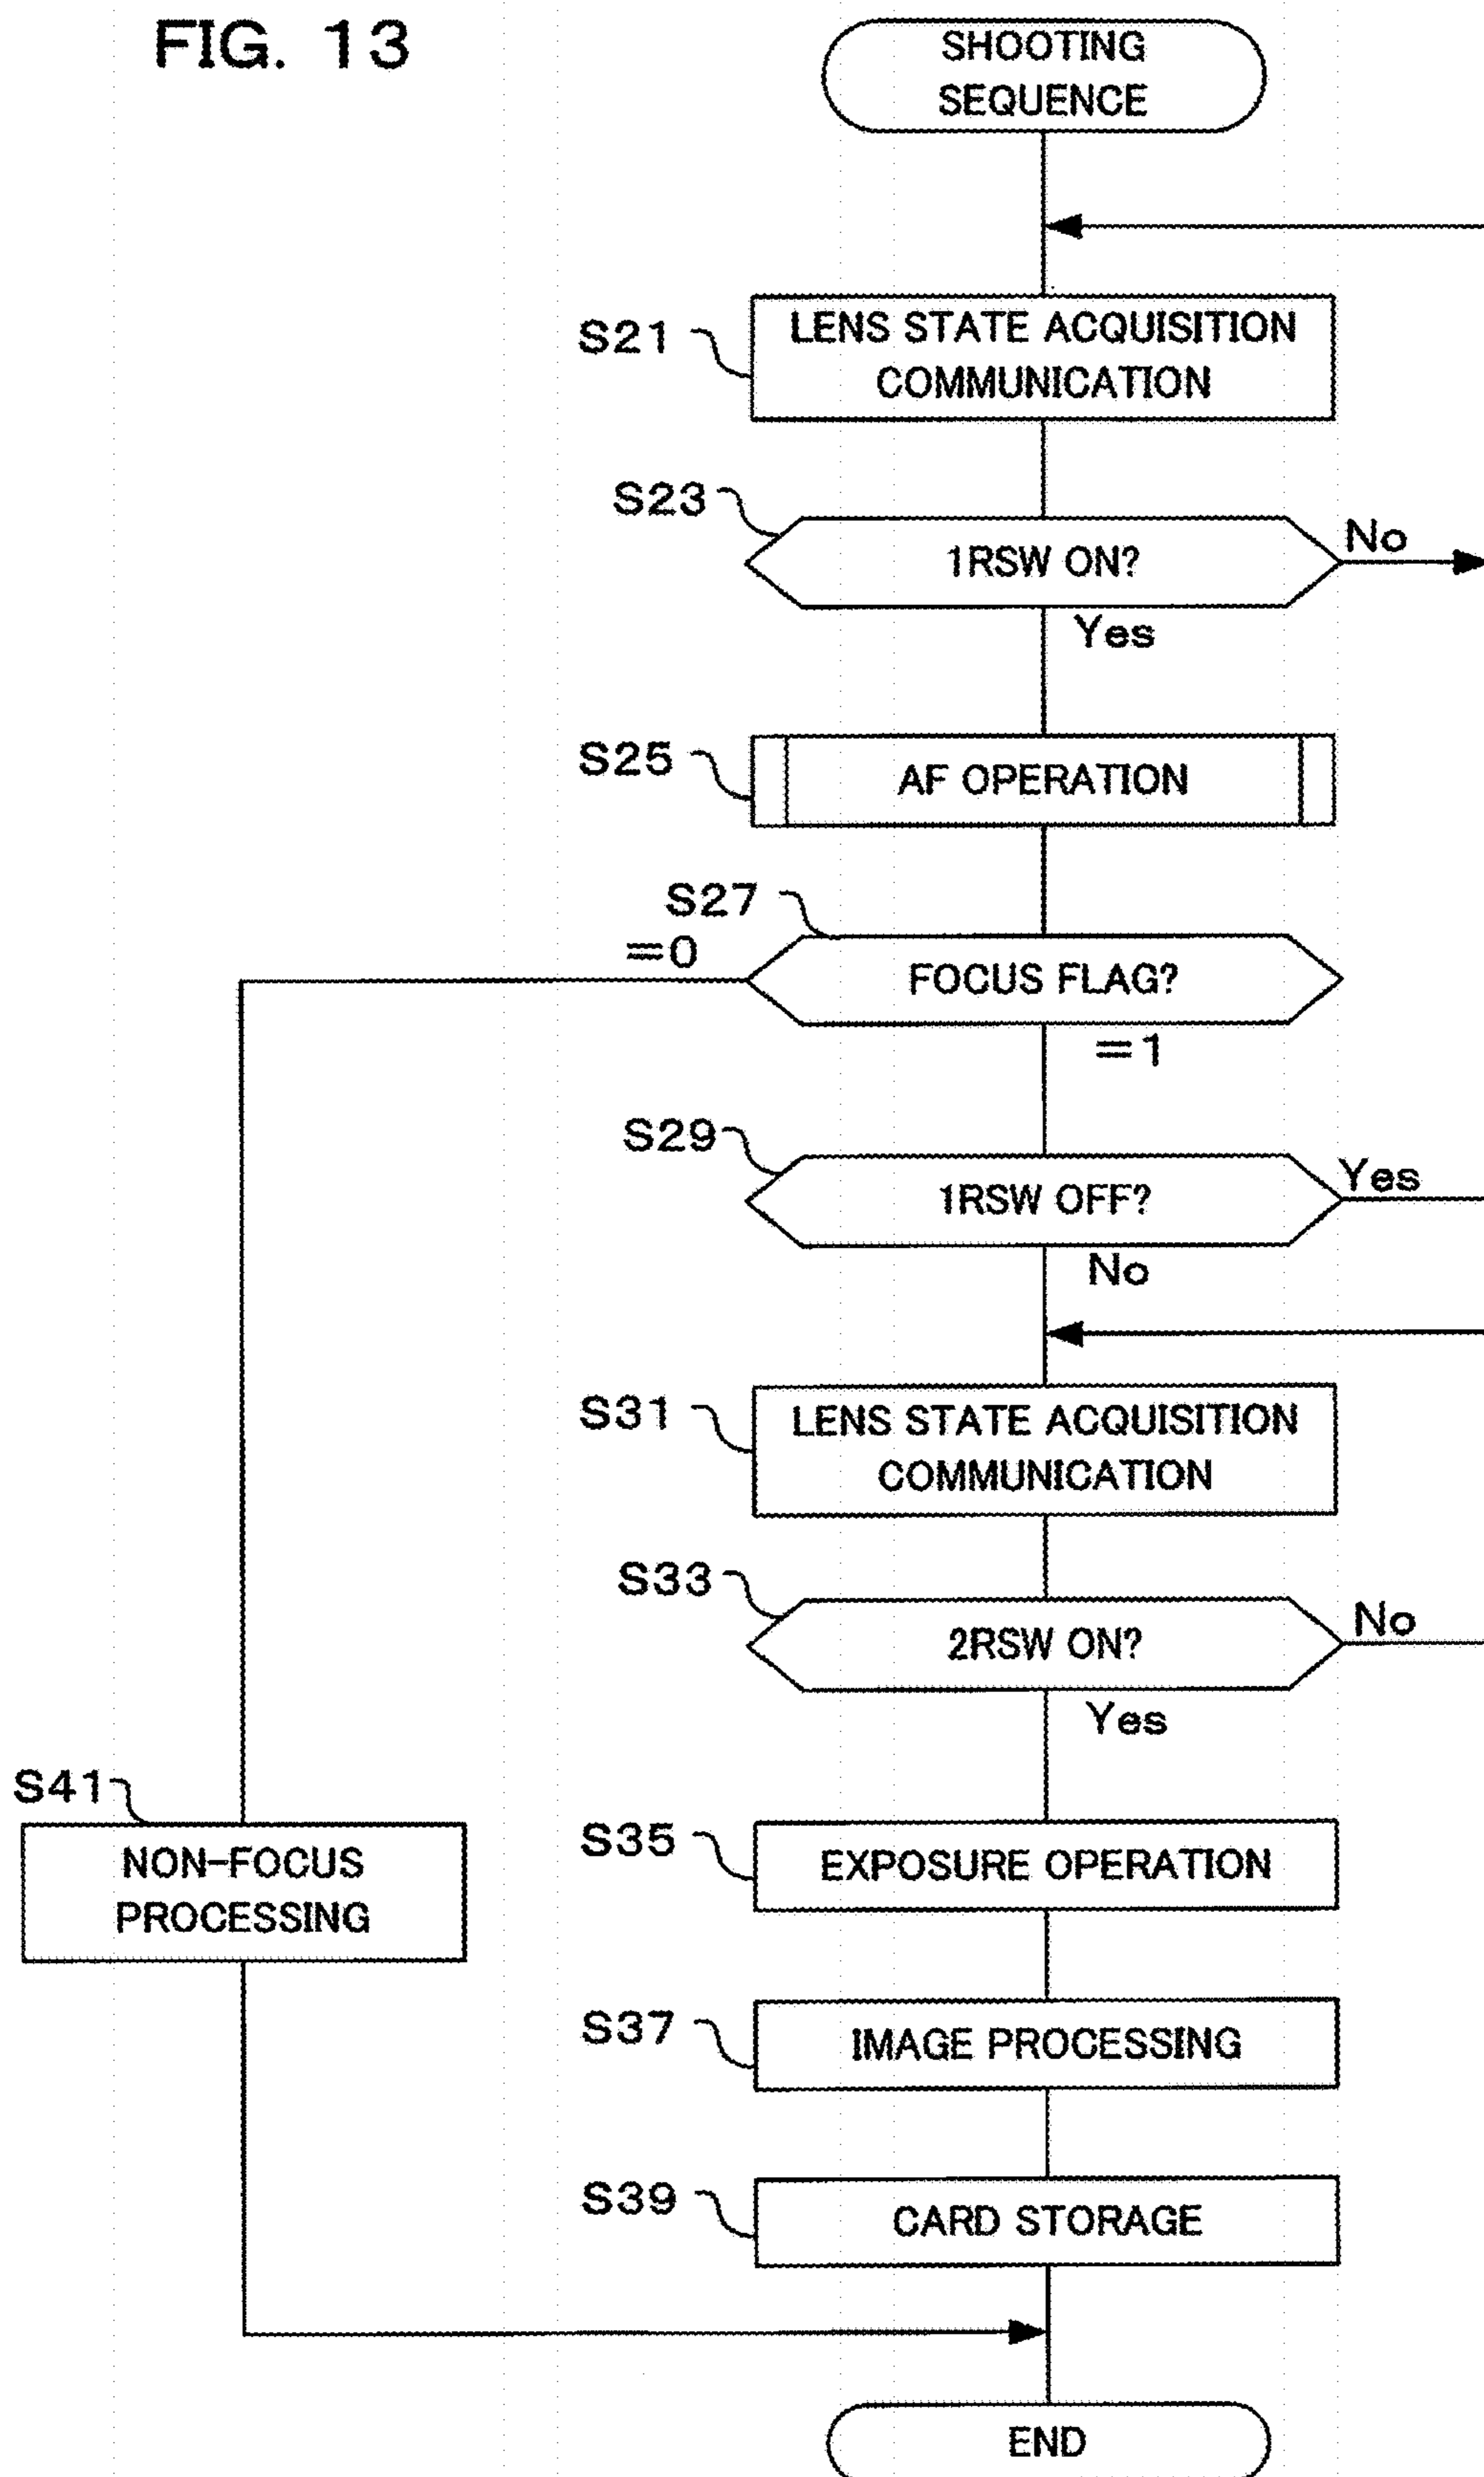 FIG. 13
SHOOTING
SEQUENCE
S21
LENS STATE ACQUISITION
COMMUNICATION
S23
1RSW ON?
No
Yes
S25
AF OPERATION
S27
=0
FOCUS FLAG?
=1
S29
1RSW OFF?
Yes
No
S31
LENS STATE ACQUISITION
COMMUNICATION
S33
2RSW ON?
No
Yes
S41
NON-FOCUS
PROCESSING
S35
EXPOSURE OPERATION
S37
IMAGE PROCESSING
S39
CARD STORAGE
END